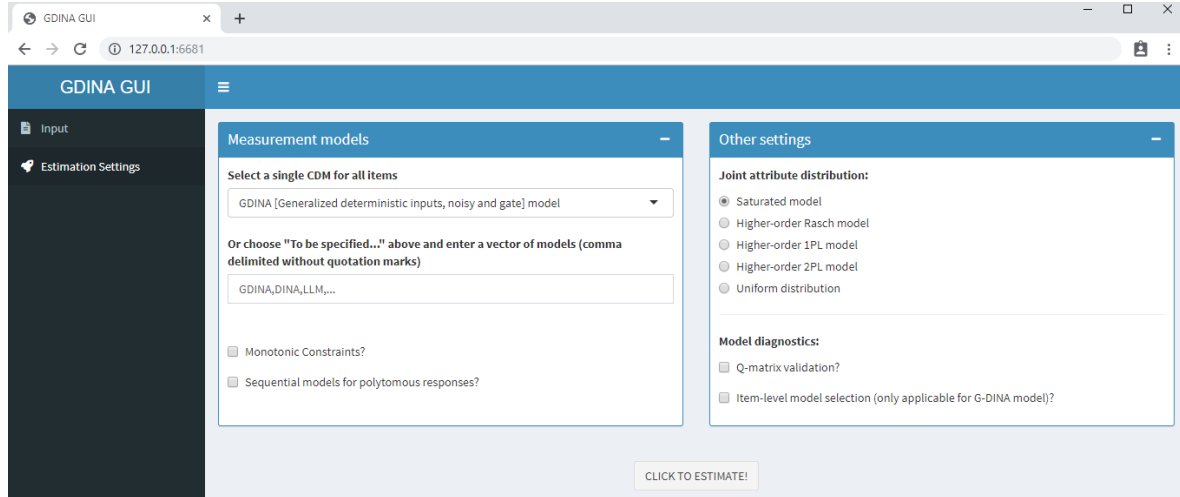 GDINA GUI
127.0.0.1:6681
GDINA GUI
Input
Estimation Settings
Measurement models
Select a single CDM for all items
GDINA [Generalized deterministic inputs, noisy and gate] model
Or choose "To be specified..." above and enter a vector of models (comma
delimited without quotation marks)
GDINA,DINA,LLM,...
Monotonic Constraints?
Sequential models for polytomous responses?
Other settings
Joint attribute distribution:
Saturated model
Higher-order Rasch model
Higher-order 1PL model
Higher-order 2PL model
Uniform distribution
Model diagnostics:
Q-matrix validation?
Item-level model selection (only applicable for G-DINA model)?
CLICK TO ESTIMATE!